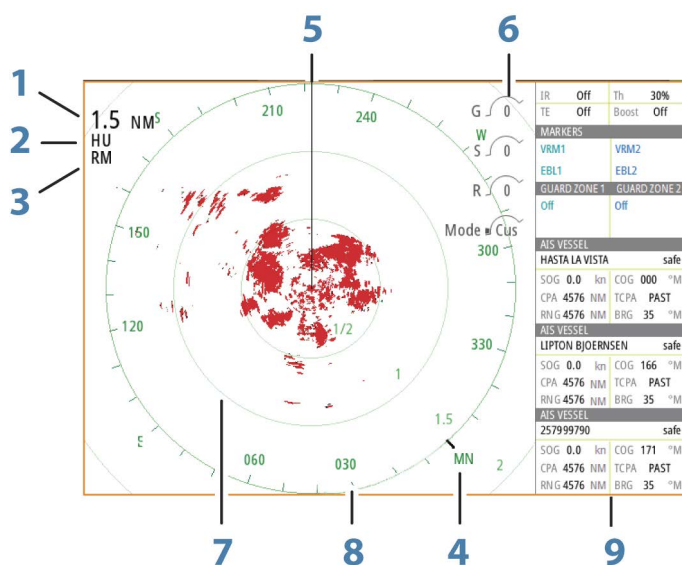 5
6
1
1.5 NM
2
HU
RM
3
S
210
240
W
G 0
S 0
R 0
Mode Cus
150
300
120
1/2
330
1
1.5
E
060
030
MN
2
IR Off Th 30%
TE Off Boost Off
MARKERS
VRM1 VRM2
EBL1 EBL2
GUARD ZONE 1 GUARD ZONE 2
Off Off
AIS VESSEL
HASTA LA VISTA safe
SOG 0.0 kn COG 000 °M
CPA 4576 NM TCPA PAST
RNG 4576 NM BRG 35 °M
AIS VESSEL
LIPTON BJOERNSEN safe
SOG 0.0 kn COG 166 °M
CPA 4576 NM TCPA PAST
RNG 4576 NM BRG 35 °M
AIS VESSEL
257999790 safe
SOG 0.0 kn COG 171 °M
CPA 4576 NM TCPA PAST
RNG 4576 NM BRG 35 °M
7
8
4
9